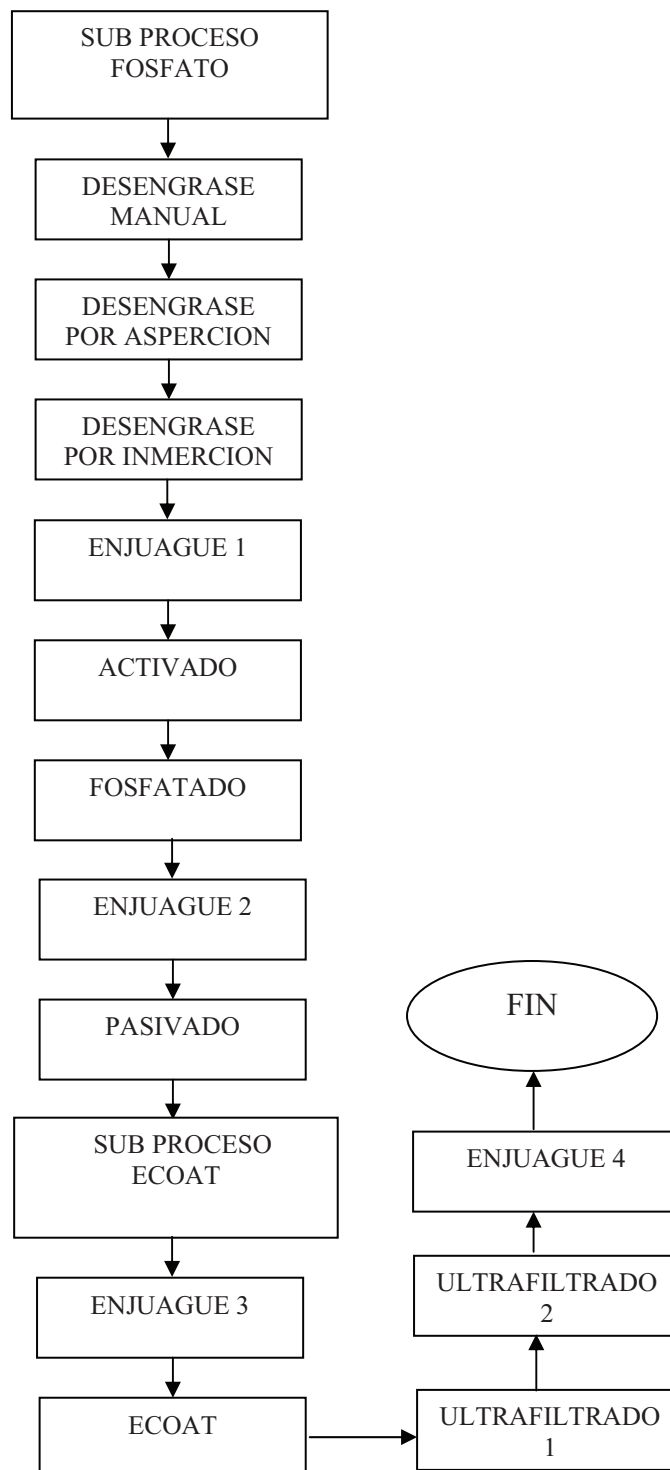 SUB PROCESO
FOSFATO
DESENGRASE
MANUAL
DESENGRASE
POR ASPERCION
DESENGRASE
POR INMERCION
ENJUAGUE 1
ACTIVADO
FOSFATADO
ENJUAGUE 2
PASIVADO
SUB PROCESO
ECOAT
ENJUAGUE 3
ECOAT
ULTRAFILTRADO
1
ULTRAFILTRADO
2
ENJUAGUE 4
FIN